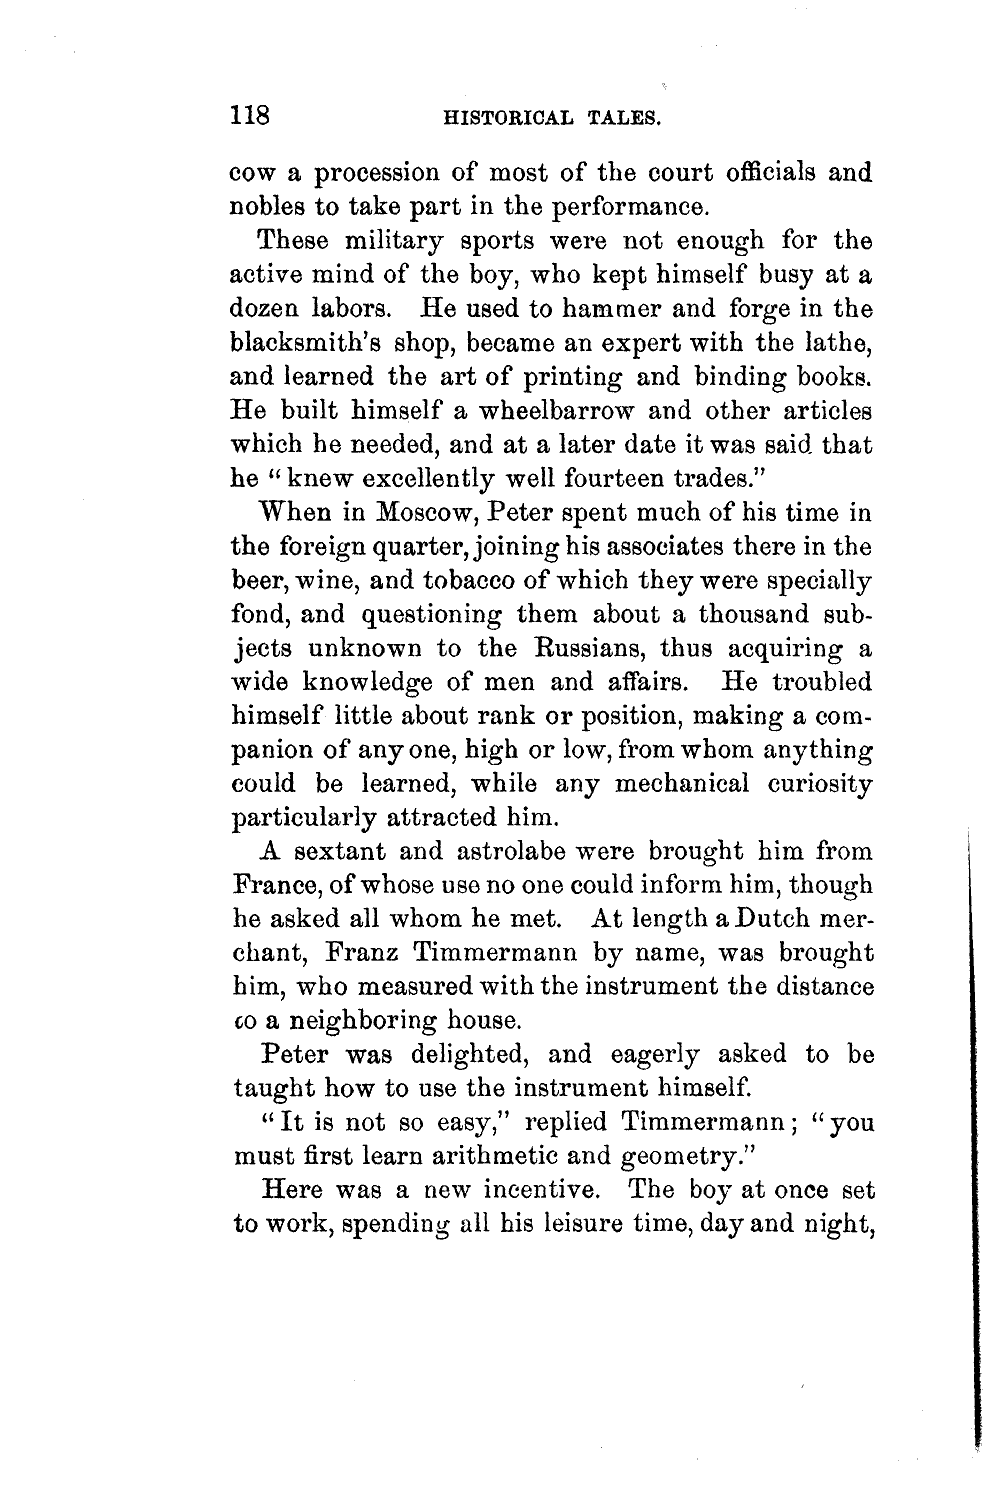 118 HISTORICAL TALES.
cow a procession of most of the court officials and
nobles to take part in the performance.
These military sports were not enough for the
active mind of the boy, who kept himself busy at a
dozen labors. He used to hammer and forge in the
blacksmith's shop, became an expert with the lathe,
and learned the art of printing and binding books.
He built himself a wheelbarrow and other articles
which he needed, and at a later date it was said that
he “knew excellently well fourteen trades.”
When in Moscow, Peter spent much of his time in
the foreign quarter, joining his associates there in the
beer, wine, and tobacco of which they were specially
fond, and questioning them about a thousand sub-
jects unknown to the Russians, thus acquiring a
wide knowledge of men and affairs. He troubled
himself little about rank or position, making a com-
panion of any one, high or low, from whom anything
could be learned, while any mechanical curiosity
particularly attracted him.
A sextant and astrolabe were brought him from
France, of whose use no one could inform him, though
he asked all whom he met. At length a Dutch mer-
chant, Franz Timmermann by name, was brought
him, who measured with the instrument the distance
to a neighboring house.
Peter was delighted, and eagerly asked to be
taught how to use the instrument himself.
“It is not so easy,” replied Timmermann; “you
must first learn arithmetic and geometry.”
Here was a new incentive. The boy at once set
to work, spending all his leisure time, day and night,